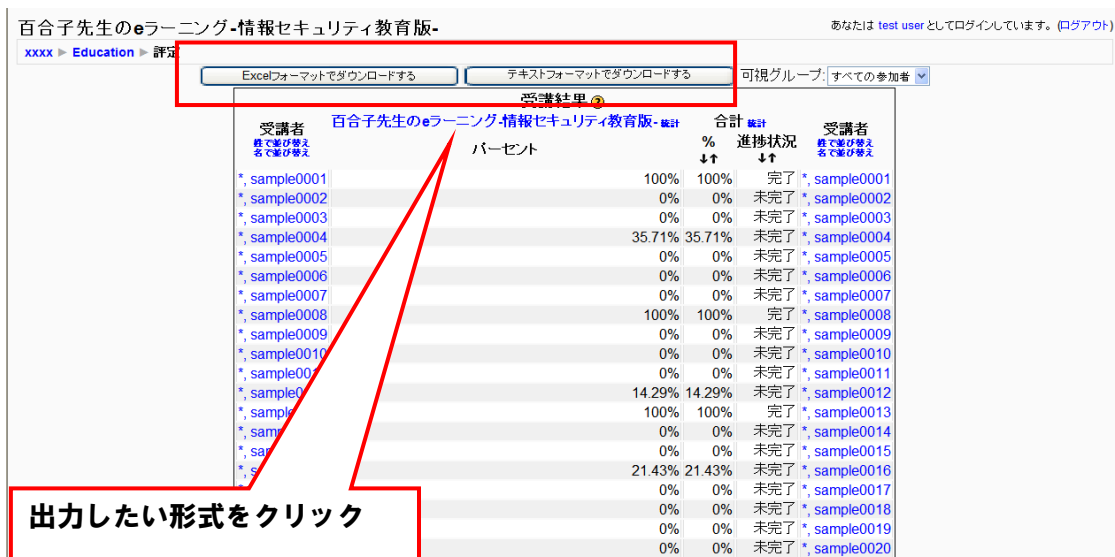 百合子先生のeラーニング-情報セキュリティ教育版-
あなたは test user としてログインしています。(ログアウト)
xxxx ► Education ► 評定
Excelフォーマットでダウンロードする テキストフォーマットでダウンロードする 可視グループ: すべての参加者
受講結果
受講者 百合子先生のeラーニング-情報セキュリティ教育版- 統計 合計 統計 受講者
姓で並び替え 名で並び替え パーセント % ↓↑ 進捗状況 ↓↑ 姓で並び替え 名で並び替え
*, sample0001 100% 100% 完了 *, sample0001
*, sample0002 0% 0% 未完了 *, sample0002
*, sample0003 0% 0% 未完了 *, sample0003
*, sample0004 35.71% 35.71% 未完了 *, sample0004
*, sample0005 0% 0% 未完了 *, sample0005
*, sample0006 0% 0% 未完了 *, sample0006
*, sample0007 0% 0% 未完了 *, sample0007
*, sample0008 100% 100% 完了 *, sample0008
*, sample0009 0% 0% 未完了 *, sample0009
*, sample0010 0% 0% 未完了 *, sample0010
*, 0% 0% 未完了 *, sample0011
*, 14.29% 14.29% 未完了 *, sample0012
*, sample 100% 100% 完了 *, sample0013
*, 0% 0% 未完了 *, sample0014
*, 0% 0% 未完了 *, sample0015
*, 21.43% 21.43% 未完了 *, sample0016
0% 0% 未完了 *, sample0017
0% 0% 未完了 *, sample0018
0% 0% 未完了 *, sample0019
0% 0% 未完了 *, sample0020
出力したい形式をクリック